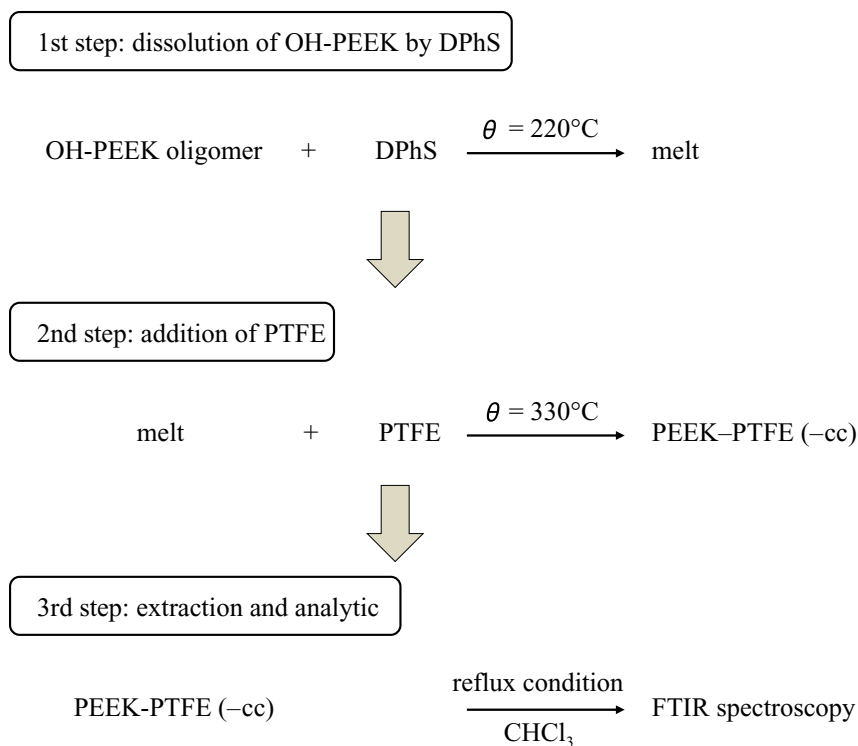 1st step: dissolution of OH-PEEK by DPhS
OH-PEEK oligomer + DPhS θ = 220°C melt
2nd step: addition of PTFE
melt + PTFE θ = 330°C PEEK–PTFE (–cc)
3rd step: extraction and analytic
PEEK-PTFE (–cc) reflux condition CHCl₃ FTIR spectroscopy